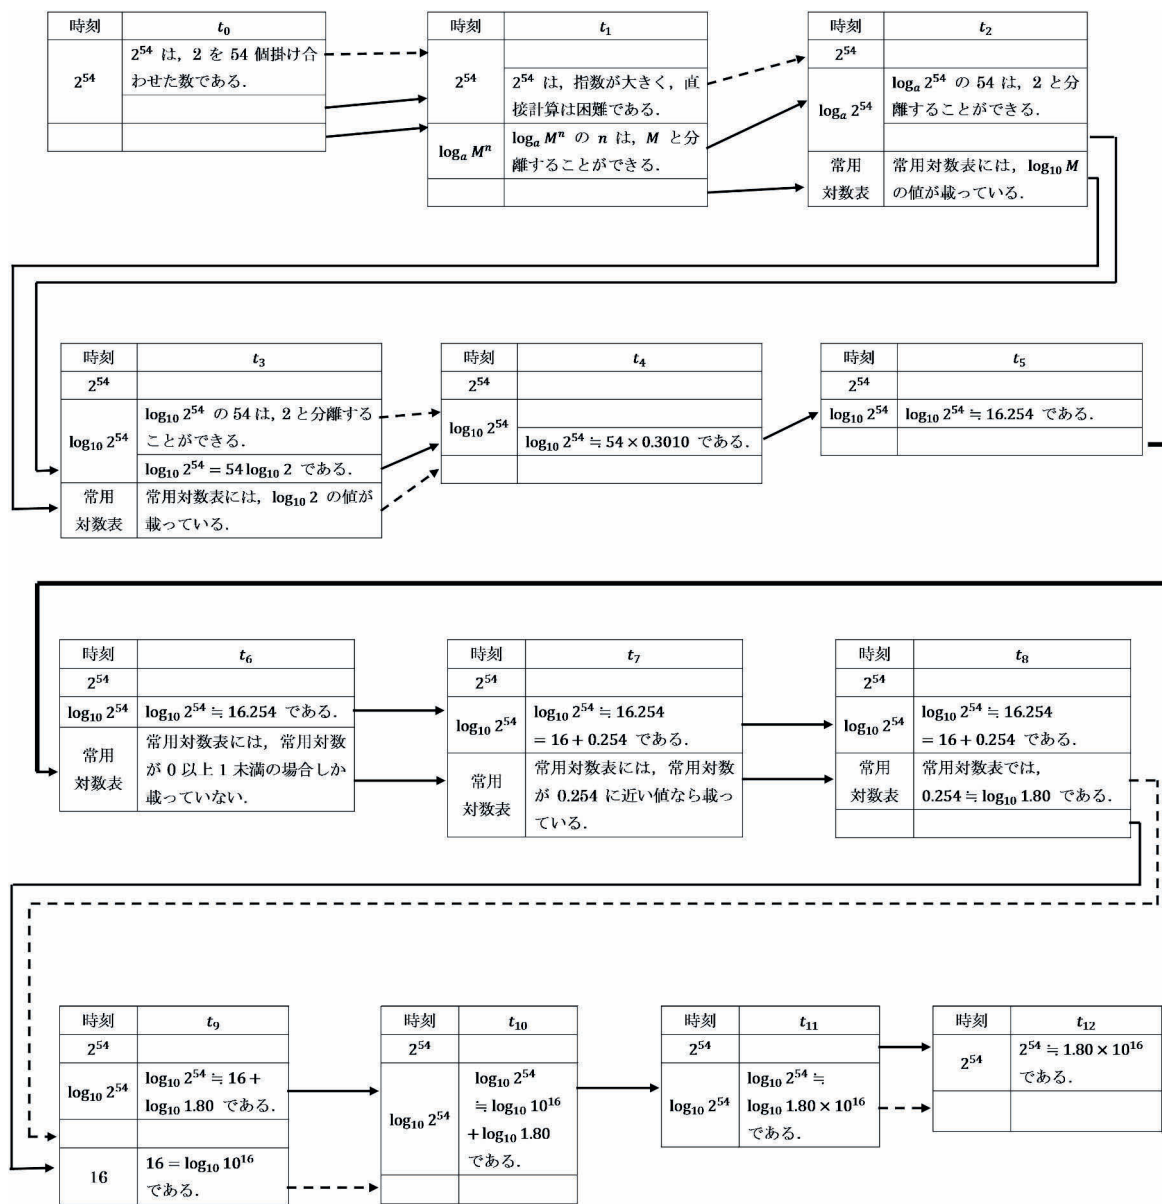 時刻 t₀
2⁵⁴ 2⁵⁴ は，2 を 54 個掛け合
わせた数である．
時刻 t₁
2⁵⁴ 2⁵⁴ は，指数が大きく，直
接計算は困難である．
logₐ Mⁿ logₐ Mⁿ の n は，M と分
離することができる．
時刻 t₂
2⁵⁴
logₐ 2⁵⁴ logₐ 2⁵⁴ の 54 は，2 と分
離することができる．
常用 常用対数表には，log₁₀ M
対数表 の値が載っている．
時刻 t₃
2⁵⁴
log₁₀ 2⁵⁴ log₁₀ 2⁵⁴ の 54 は，2 と分離する
ことができる．
log₁₀ 2⁵⁴ = 54 log₁₀ 2 である．
常用 常用対数表には，log₁₀ 2 の値が
対数表 載っている．
時刻 t₄
2⁵⁴
log₁₀ 2⁵⁴ log₁₀ 2⁵⁴ ≒ 54 × 0.3010 である．
時刻 t₅
2⁵⁴
log₁₀ 2⁵⁴ log₁₀ 2⁵⁴ ≒ 16.254 である．
時刻 t₆
2⁵⁴
log₁₀ 2⁵⁴ log₁₀ 2⁵⁴ ≒ 16.254 である．
常用対数表には，常用対数
常用 が 0 以上 1 未満の場合しか
対数表 載っていない．
時刻 t₇
2⁵⁴
log₁₀ 2⁵⁴ log₁₀ 2⁵⁴ ≒ 16.254
= 16 + 0.254 である．
常用対数表には，常用対数
常用 が 0.254 に近い値なら載っ
対数表 ている．
時刻 t₈
2⁵⁴
log₁₀ 2⁵⁴ log₁₀ 2⁵⁴ ≒ 16.254
= 16 + 0.254 である．
常用 常用対数表では，
対数表 0.254 ≒ log₁₀ 1.80 である．
時刻 t₉
2⁵⁴
log₁₀ 2⁵⁴ log₁₀ 2⁵⁴ ≒ 16 +
log₁₀ 1.80 である．
16 16 = log₁₀ 10¹⁶
である．
時刻 t₁₀
2⁵⁴
log₁₀ 2⁵⁴ log₁₀ 2⁵⁴
≒ log₁₀ 10¹⁶
+ log₁₀ 1.80
である．
時刻 t₁₁
2⁵⁴
log₁₀ 2⁵⁴ log₁₀ 2⁵⁴ ≒
log₁₀ 1.80 × 10¹⁶
である．
時刻 t₁₂
2⁵⁴ 2⁵⁴ ≒ 1.80 × 10¹⁶
である．